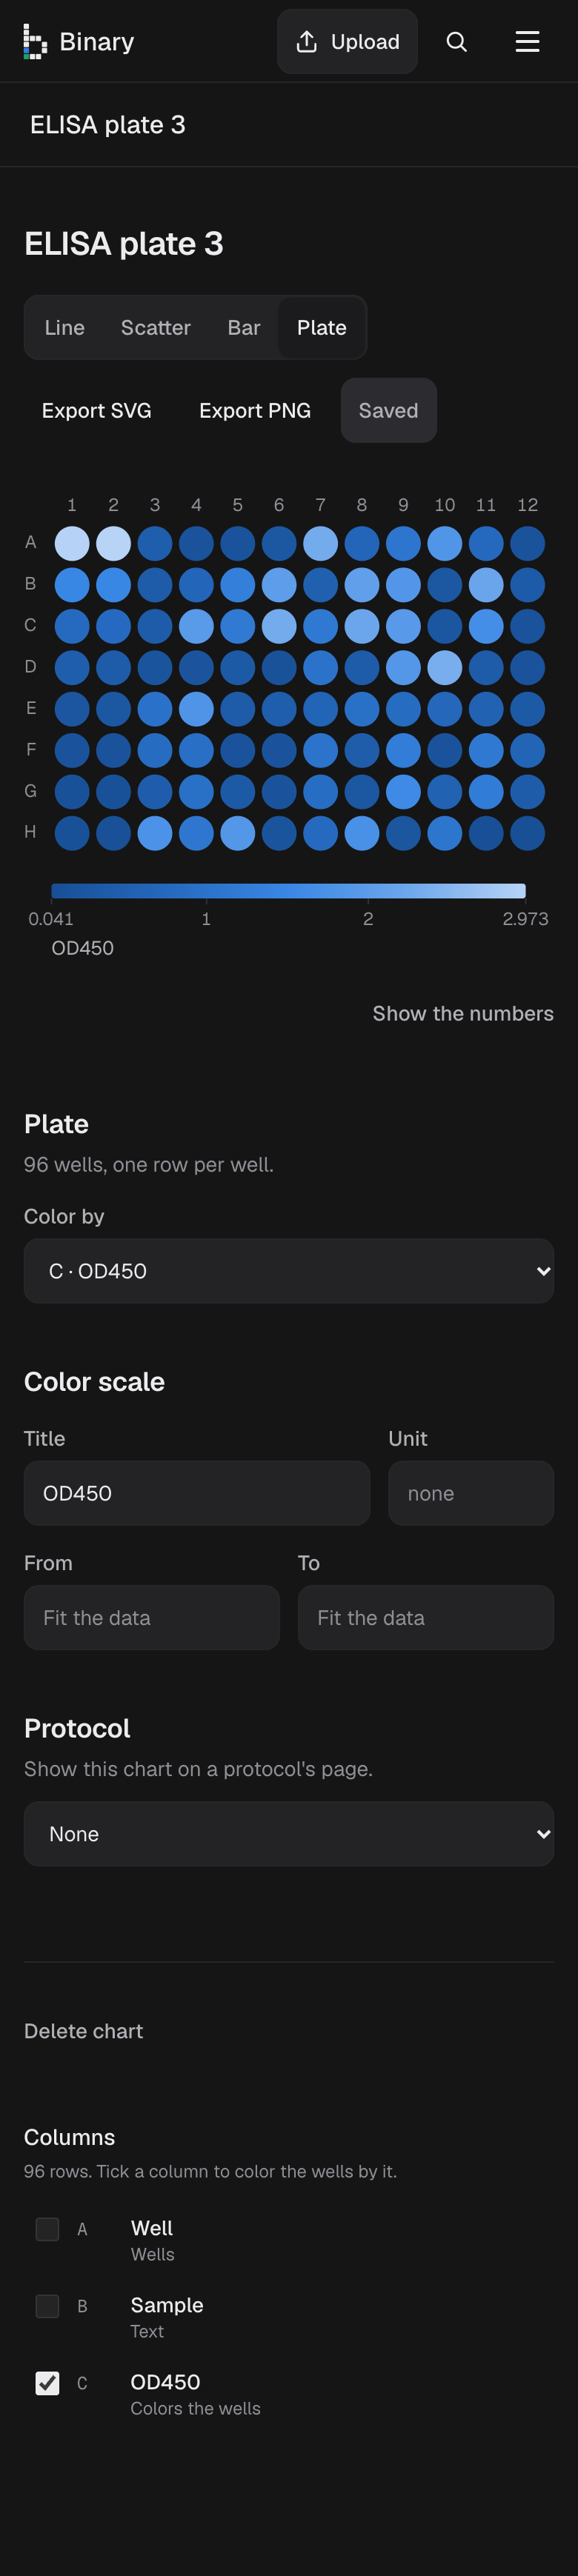 Binary
Upload
ELISA plate 3
ELISA plate 3
Line Scatter Bar Plate
Export SVG Export PNG Saved
1 2 3 4 5 6 7 8 9 10 11 12
A
B
C
D
E
F
G
H
0.041 1 2 2.973
OD450
Show the numbers
Plate
96 wells, one row per well.
Color by
C · OD450
Color scale
Title Unit
OD450 none
From To
Fit the data Fit the data
Protocol
Show this chart on a protocol's page.
None
Delete chart
Columns
96 rows. Tick a column to color the wells by it.
A Well
Wells
B Sample
Text
C OD450
Colors the wells